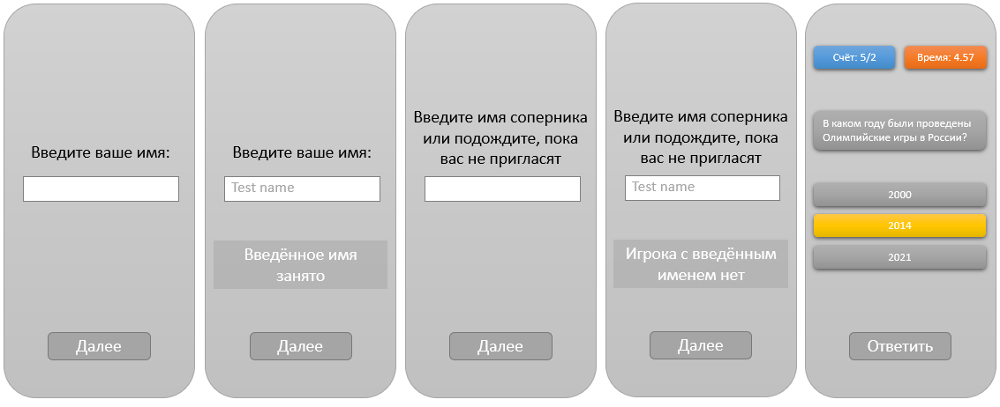 Введите ваше имя:
Далее
Введите ваше имя:
Test name
Введённое имя
занято
Далее
Введите имя соперника
или подождите, пока
вас не пригласят
Далее
Введите имя соперника
или подождите, пока
вас не пригласят
Test name
Игрока с введённым
именем нет
Далее
Счёт: 5/2
Время: 4.57
В каком году были проведены
Олимпийские игры в России?
2000
2014
2021
Ответить